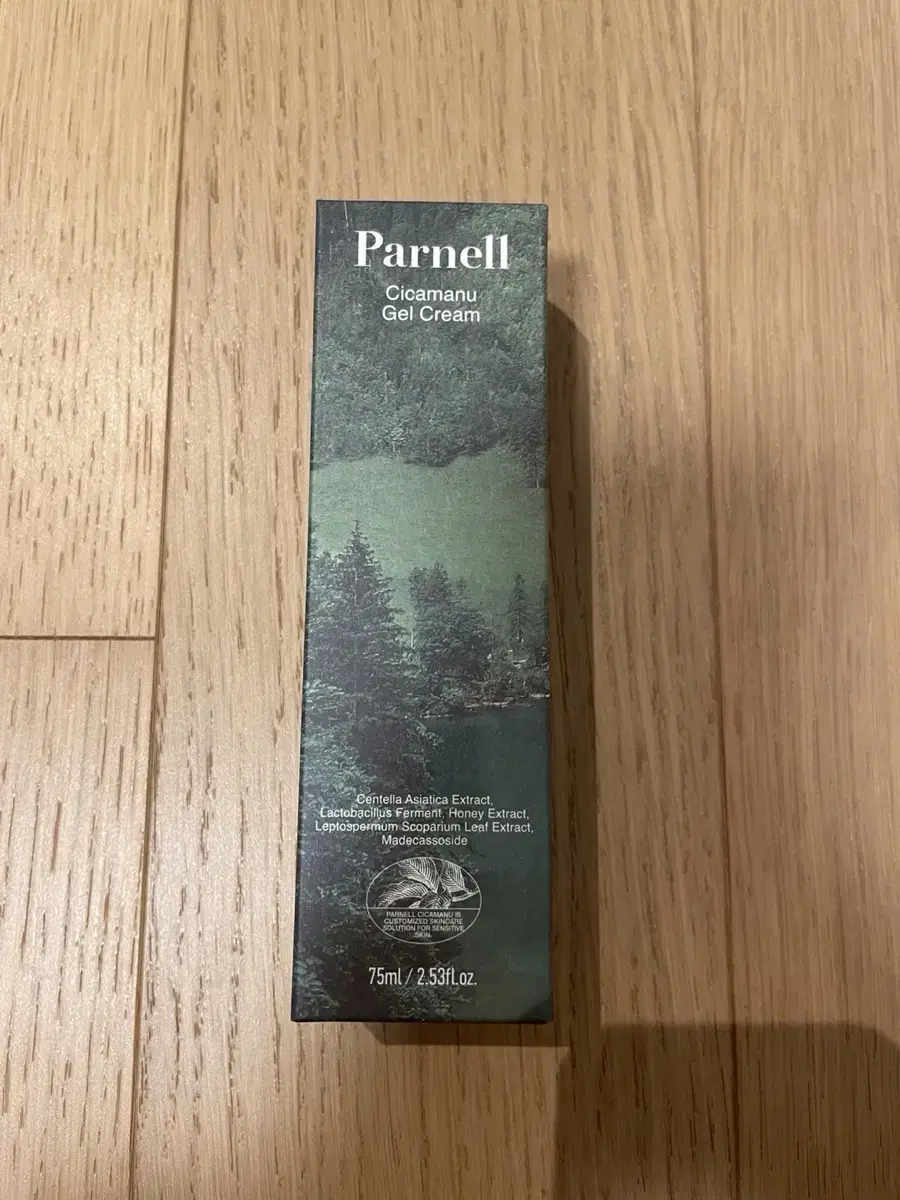 Parnell
Cicamanu
Gel Cream
Centella Asiatica Extract,
Lactobacillus Ferment, Honey Extract,
Leptospermum Scoparium Leaf Extract,
Madecassoside
PARNELL CICAMANU IS
CUSTOMIZED SKINCARE
SOLUTION FOR SENSITIVE
SKIN.
75ml / 2.53fl.oz.